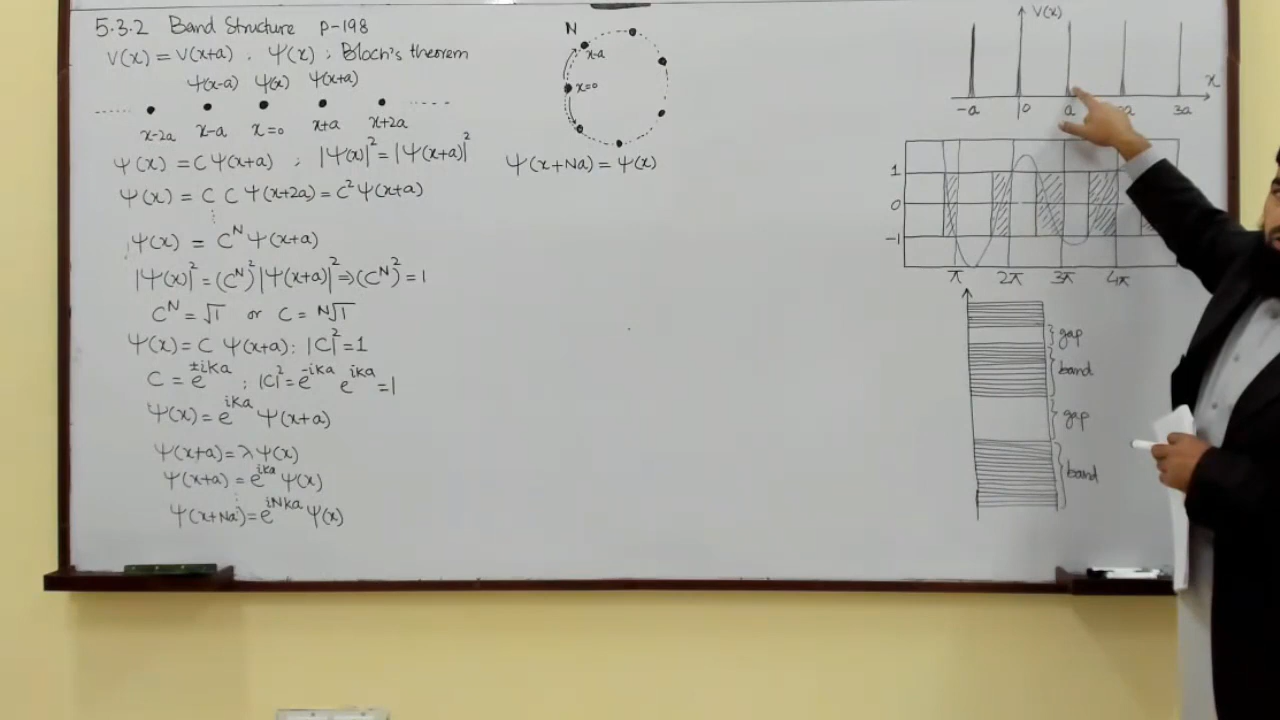 5.3.2 Band Structure P-198
V(x) = V(x+a) . Ψ(x) ; Bloch's theorem
Ψ(x-a) Ψ(x) Ψ(x+a)
x-2a x-a x=0 x+a x+2a
Ψ(x) = C Ψ(x+a) ; |Ψ(x)|² = |Ψ(x+a)|²
Ψ(x) = C C Ψ(x+2a) = C² Ψ(x+a)
⋮
Ψ(x) = C^N Ψ(x+a)
|Ψ(x)|² = (C^N)² |Ψ(x+a)|² ⇒ (C^N)² = 1
C^N = √1 or C = N√1
Ψ(x) = C Ψ(x+a) : |C|² = 1
C = e^{±ika} ; |C|² = e^{-ika} e^{ika} = 1
Ψ(x) = e^{ika} Ψ(x+a)
Ψ(x+a) = λ Ψ(x)
Ψ(x+a) = e^{ika} Ψ(x)
⋮
Ψ(x+Na) = e^{iNka} Ψ(x)
N
x-a
x=0
Ψ(x+Na) = Ψ(x)
V(x)
x
-a 0 a 2a 3a
1
0
-1
π 2π 3π 4π
gap
band
gap
band